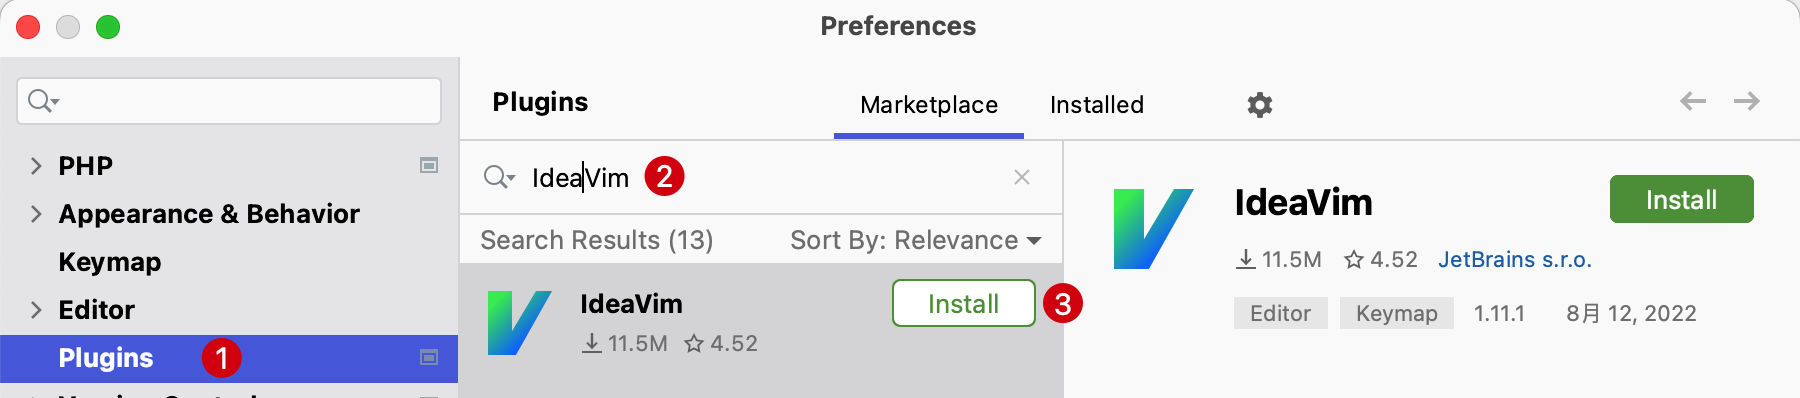 Preferences
Plugins
Marketplace
Installed
PHP
Appearance & Behavior
Keymap
Editor
Plugins 1
IdeaVim 2
Search Results (13)
Sort By: Relevance
IdeaVim
Install 3
11.5M 4.52
IdeaVim
Install
11.5M 4.52 JetBrains s.r.o.
Editor Keymap 1.11.1 8月 12, 2022